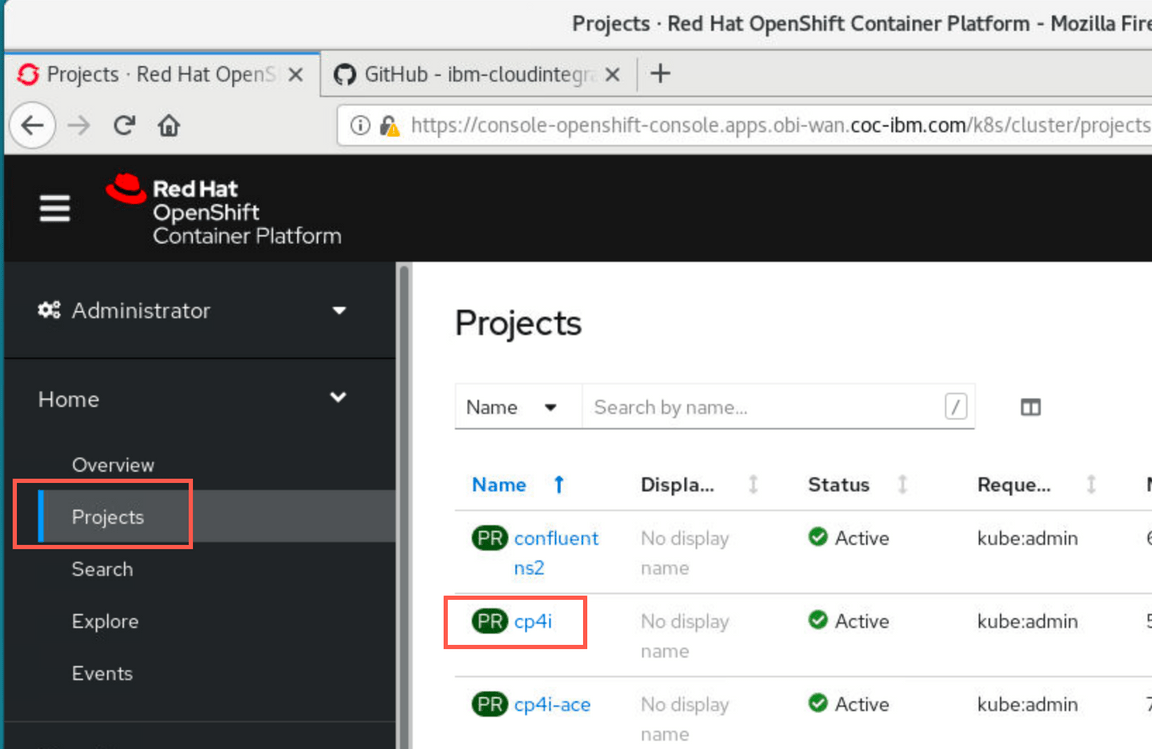 Projects · Red Hat OpenShift Container Platform - Mozilla Fire
Projects · Red Hat OpenS
GitHub - ibm-cloudintegra
https://console-openshift-console.apps.obi-wan.coc-ibm.com/k8s/cluster/projects
Red Hat
OpenShift
Container Platform
Administrator
Home
Overview
Projects
Search
Explore
Events
Projects
Name Search by name... /
Name Displa... Status Reque...
PR confluent No display Active kube:admin
ns2 name
PR cp4i No display Active kube:admin
name
PR cp4i-ace No display Active kube:admin
name